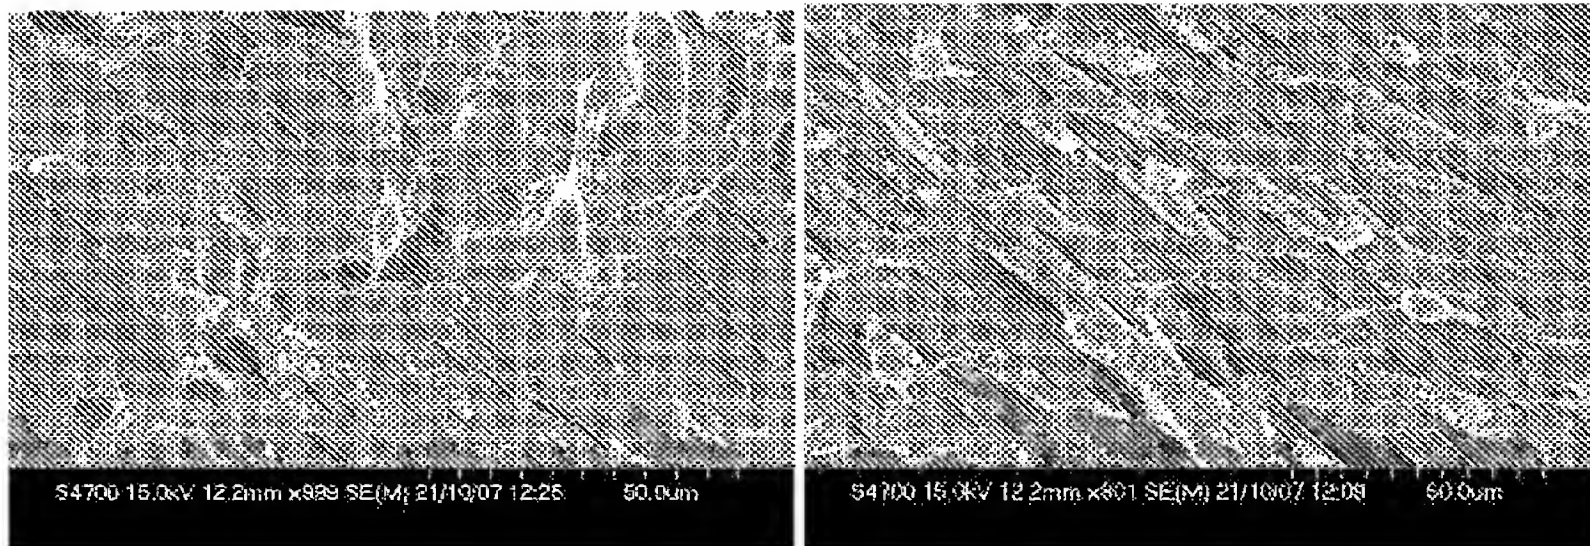 S4700 15.0kV 12.2mm x999 SE(M) 21/10/07 12:25 50.0um
S4700 15.0kV 12.2mm x801 SE(M) 21/10/07 12:09 50.0um